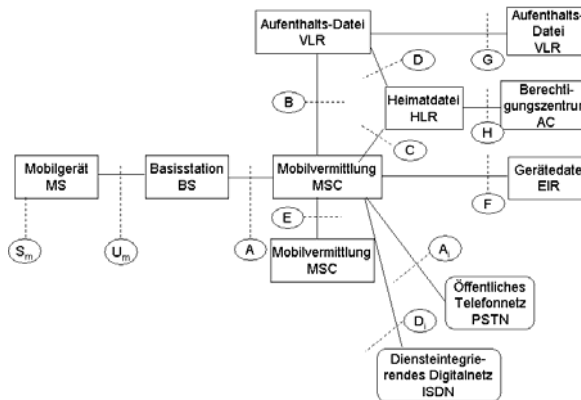 Aufenthalts-Datei
VLR
Aufenthalts-
Datei
VLR
D
G
B
Heimatdatei
HLR
Berechti-
gungszentrum
AC
H
C
Mobilgerät
MS
Basisstation
BS
Mobilvermittlung
MSC
Gerätedate
EIR
E
F
Sm
Um
A
Mobilvermittlung
MSC
Ai
Öffentliches
Telefonnetz
PSTN
Di
Diensteintegrie-
rendes Digitalnetz
ISDN